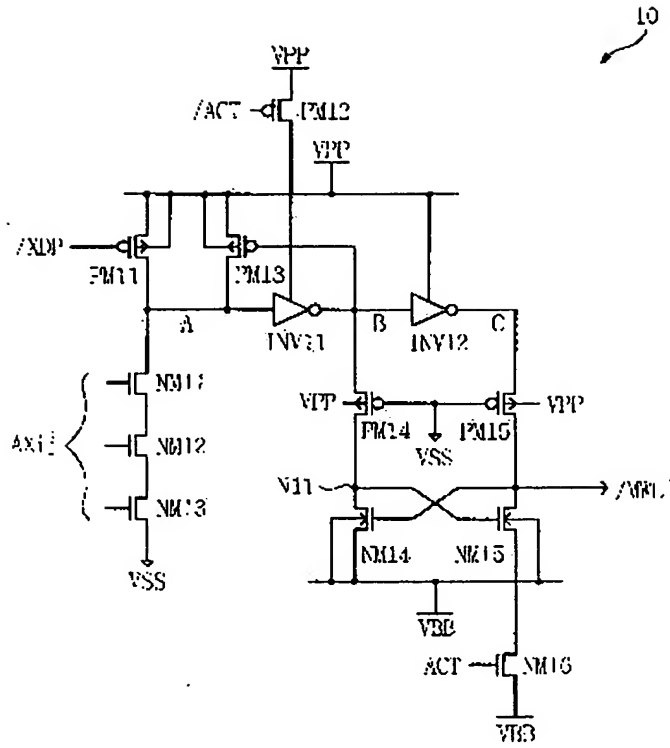 10
VPP
/ACT
PM12
VPP
/XDP
PM11
PM13
A
INV11
B
INV12
C
NM11
AXij
NM12
NM13
VSS
VPP
PM14
VSS
PM15
VPP
N11
/MWL
NM14
NM15
VBB
ACT
NM16
VBB